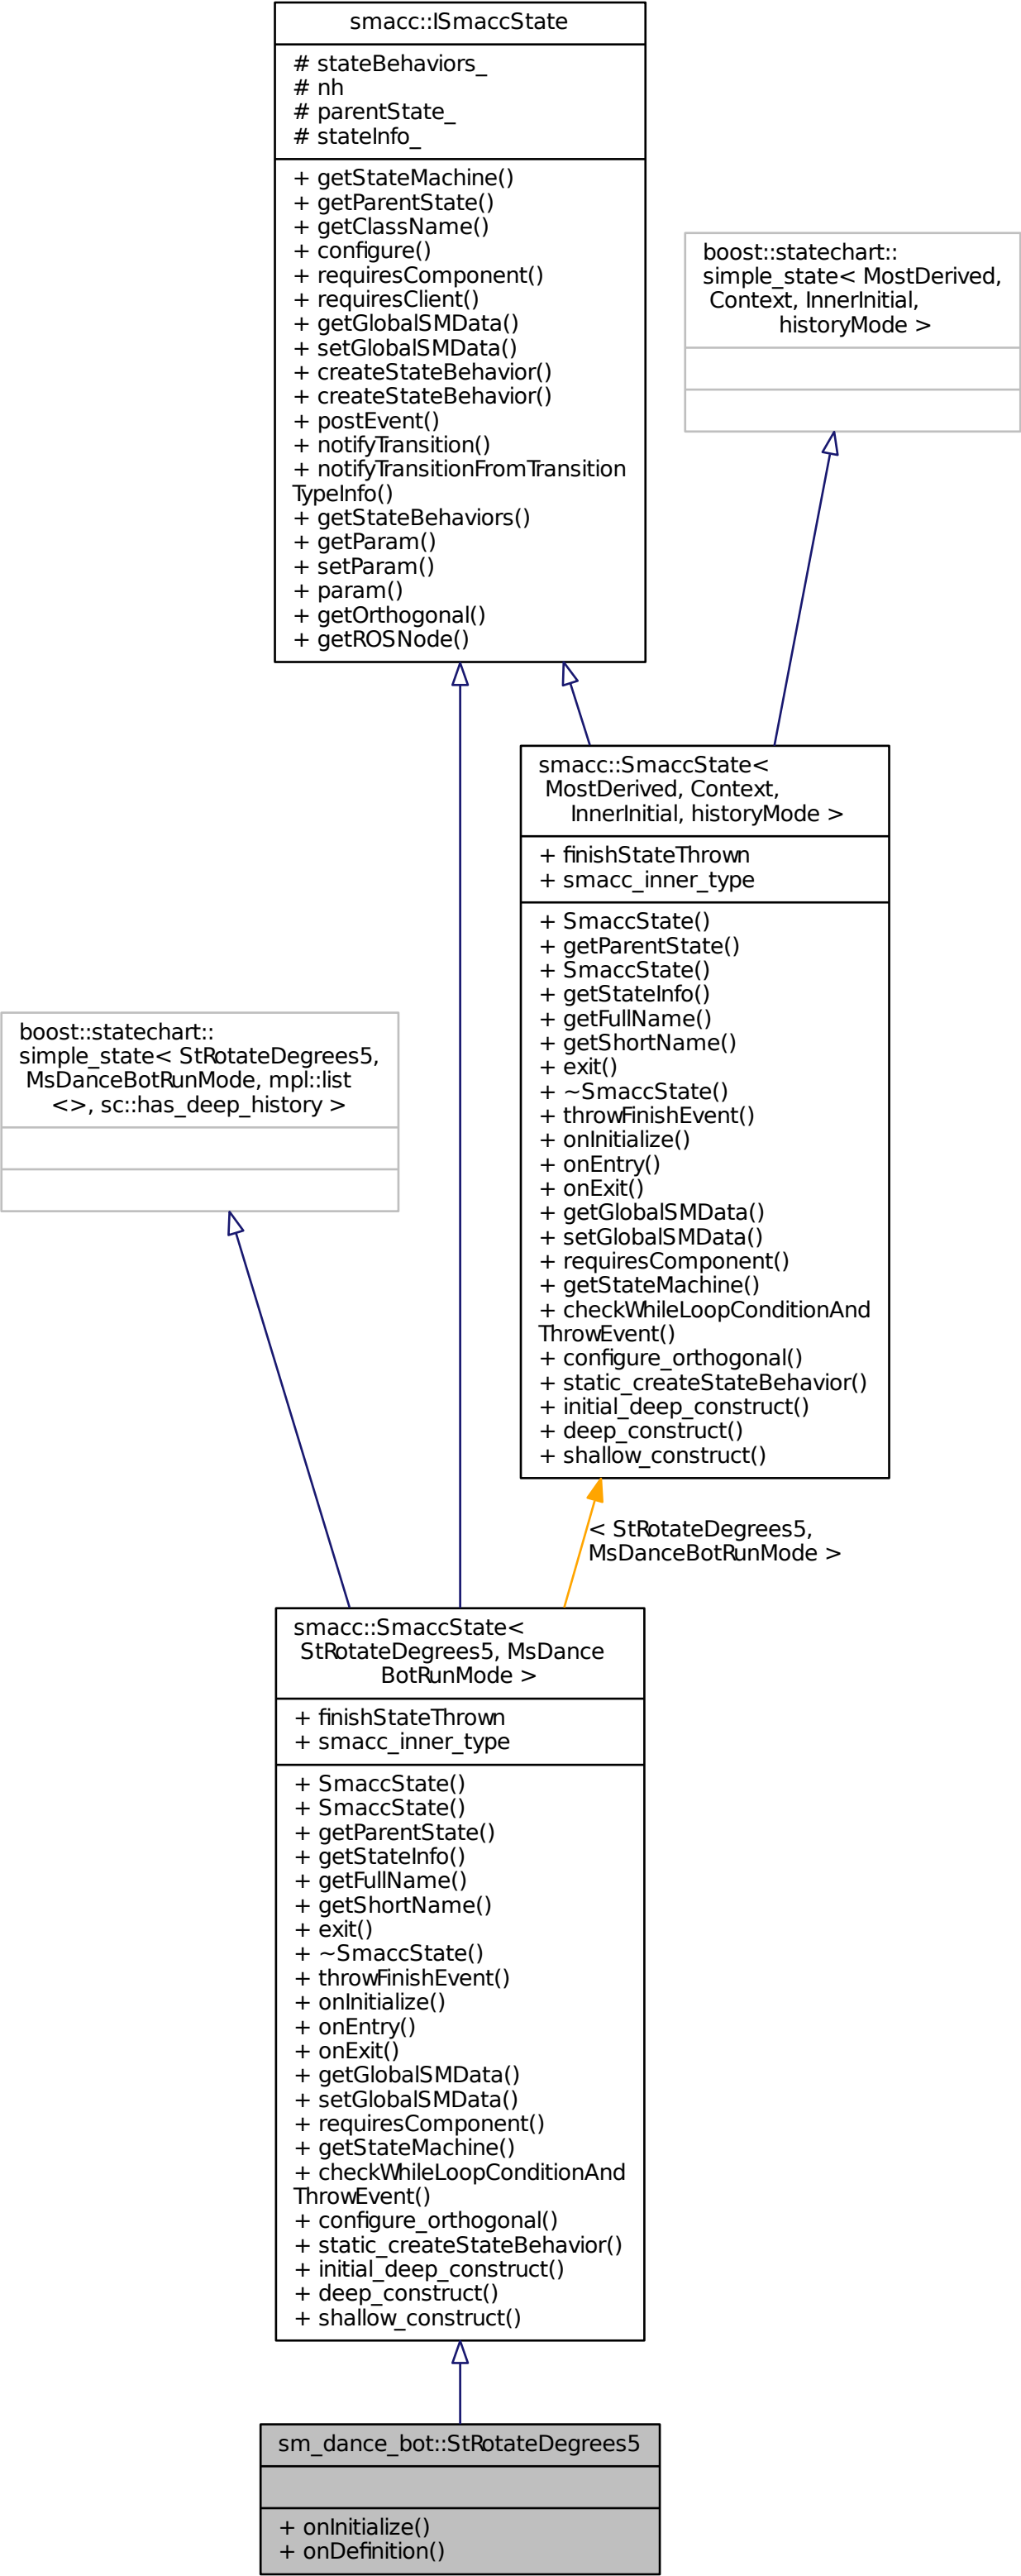 smacc::ISmaccState
# stateBehaviors_
# nh
# parentState_
# stateInfo_
+ getStateMachine()
+ getParentState()
+ getClassName()
+ configure()
+ requiresComponent()
+ requiresClient()
+ getGlobalSMData()
+ setGlobalSMData()
+ createStateBehavior()
+ createStateBehavior()
+ postEvent()
+ notifyTransition()
+ notifyTransitionFromTransition
TypeInfo()
+ getStateBehaviors()
+ getParam()
+ setParam()
+ param()
+ getOrthogonal()
+ getROSNode()
boost::statechart::
simple_state< MostDerived,
Context, InnerInitial,
historyMode >
smacc::SmaccState<
MostDerived, Context,
InnerInitial, historyMode >
+ finishStateThrown
+ smacc_inner_type
+ SmaccState()
+ getParentState()
+ SmaccState()
+ getStateInfo()
+ getFullName()
+ getShortName()
+ exit()
+ ~SmaccState()
+ throwFinishEvent()
+ onInitialize()
+ onEntry()
+ onExit()
+ getGlobalSMData()
+ setGlobalSMData()
+ requiresComponent()
+ getStateMachine()
+ checkWhileLoopConditionAnd
ThrowEvent()
+ configure_orthogonal()
+ static_createStateBehavior()
+ initial_deep_construct()
+ deep_construct()
+ shallow_construct()
boost::statechart::
simple_state< StRotateDegrees5,
MsDanceBotRunMode, mpl::list
<>, sc::has_deep_history >
< StRotateDegrees5,
MsDanceBotRunMode >
smacc::SmaccState<
StRotateDegrees5, MsDance
BotRunMode >
+ finishStateThrown
+ smacc_inner_type
+ SmaccState()
+ SmaccState()
+ getParentState()
+ getStateInfo()
+ getFullName()
+ getShortName()
+ exit()
+ ~SmaccState()
+ throwFinishEvent()
+ onInitialize()
+ onEntry()
+ onExit()
+ getGlobalSMData()
+ setGlobalSMData()
+ requiresComponent()
+ getStateMachine()
+ checkWhileLoopConditionAnd
ThrowEvent()
+ configure_orthogonal()
+ static_createStateBehavior()
+ initial_deep_construct()
+ deep_construct()
+ shallow_construct()
sm_dance_bot::StRotateDegrees5
+ onInitialize()
+ onDefinition()